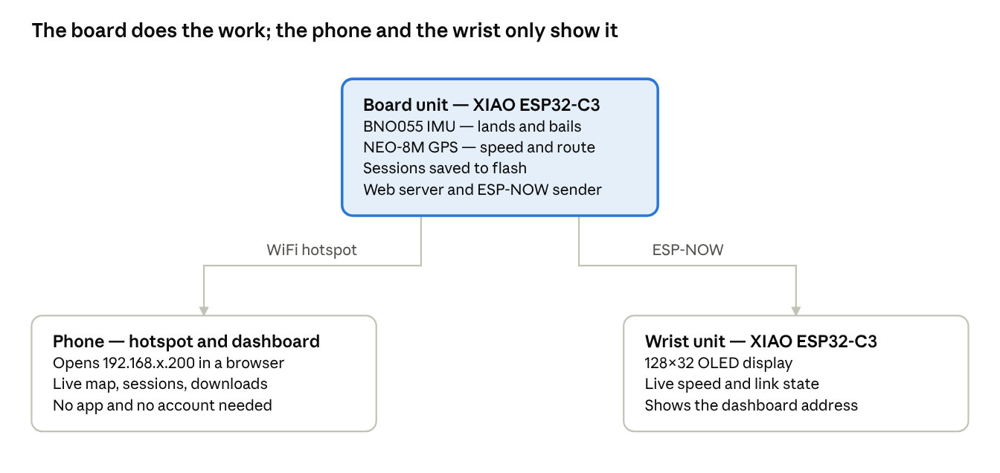 The board does the work; the phone and the wrist only show it
Board unit — XIAO ESP32-C3
BNO055 IMU — lands and bails
NEO-8M GPS — speed and route
Sessions saved to flash
Web server and ESP-NOW sender
WiFi hotspot
ESP-NOW
Phone — hotspot and dashboard
Opens 192.168.x.200 in a browser
Live map, sessions, downloads
No app and no account needed
Wrist unit — XIAO ESP32-C3
128×32 OLED display
Live speed and link state
Shows the dashboard address